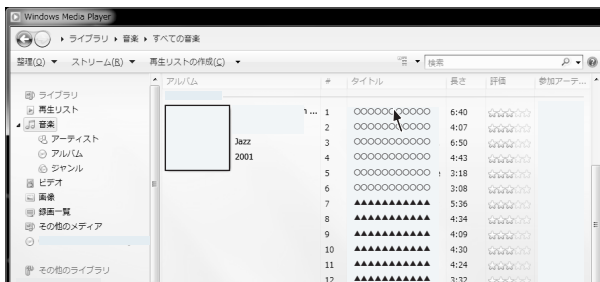 Windows Media Player
ライブラリ ▸ 音楽 ▸ すべての音楽
整理(O) ▼ ストリーム(R) ▼ 再生リストの作成(C) ▼ 検索
アルバム # タイトル 長さ 評価 参加アーテ...
ライブラリ
再生リスト
音楽
アーティスト
アルバム
ジャンル
ビデオ
画像
録画一覧
その他のメディア
その他のライブラリ
Jazz
2001
... 1 ○○○○○○○○○○○ 6:40
2 ○○○○○○○○○○○ 4:07
3 ○○○○○○○○○○○ 6:50
4 ○○○○○○○○○○○ 4:43
5 ○○○○○○○○○○○ 3:18
6 ○○○○○○○○○○○ 3:08
7 ▲▲▲▲▲▲▲▲▲▲▲ 5:36
8 ▲▲▲▲▲▲▲▲▲▲▲ 4:34
9 ▲▲▲▲▲▲▲▲▲▲▲ 4:09
10 ▲▲▲▲▲▲▲▲▲▲▲ 4:30
11 ▲▲▲▲▲▲▲▲▲▲▲ 4:24
12 ▲▲▲▲▲▲▲▲▲▲▲ 3:32